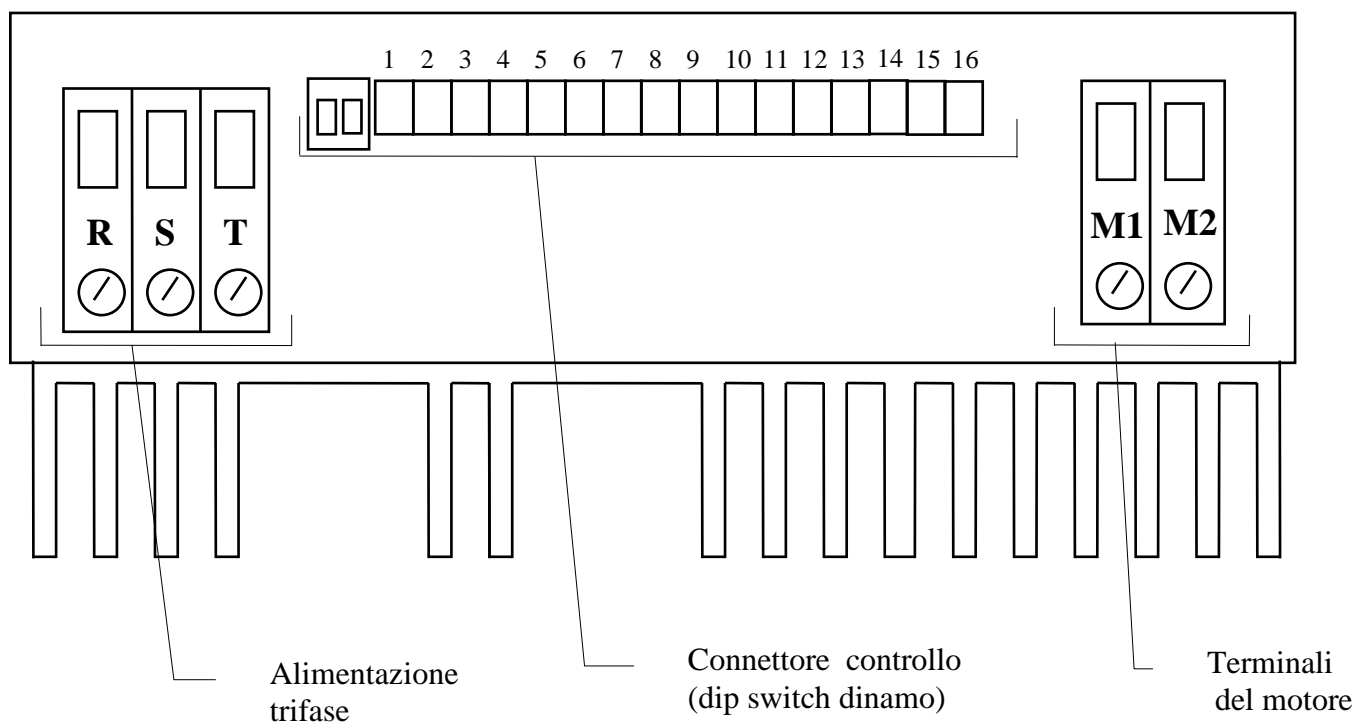 1 2 3 4 5 6 7 8 9 10 11 12 13 14 15 16
R S T
M1 M2
Alimentazione
trifase
Connettore controllo
(dip switch dinamo)
Terminali
del motore